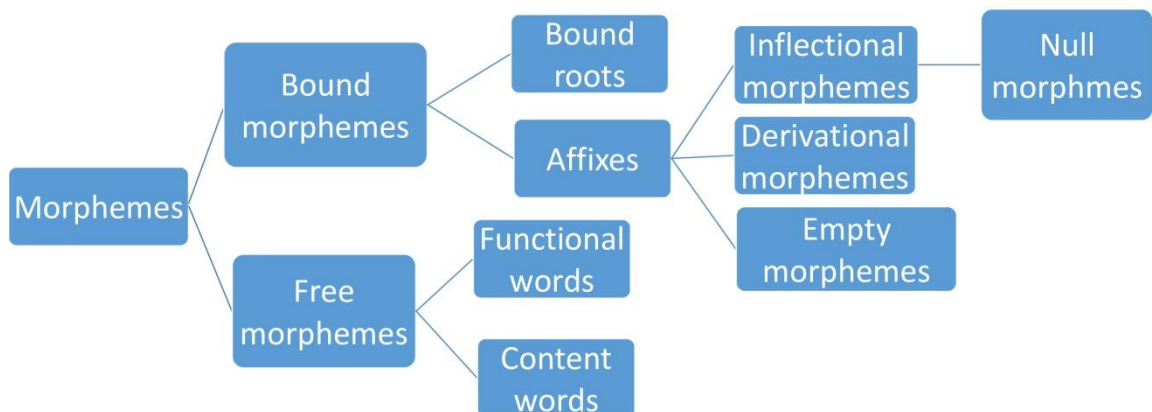 Morphemes
Bound
morphemes
Bound
roots
Affixes
Inflectional
morphemes
Null
morphmes
Derivational
morphemes
Empty
morphemes
Free
morphemes
Functional
words
Content
words